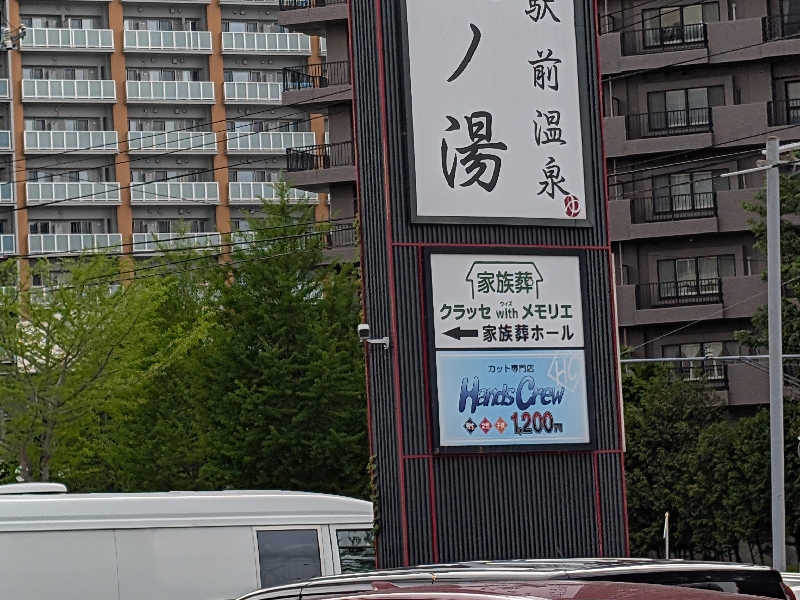 ノ湯
駅前温泉
家族葬
クラッセ with メモリエ
ウィズ
家族葬ホール
カット専門店
Hands Crew
1,200円